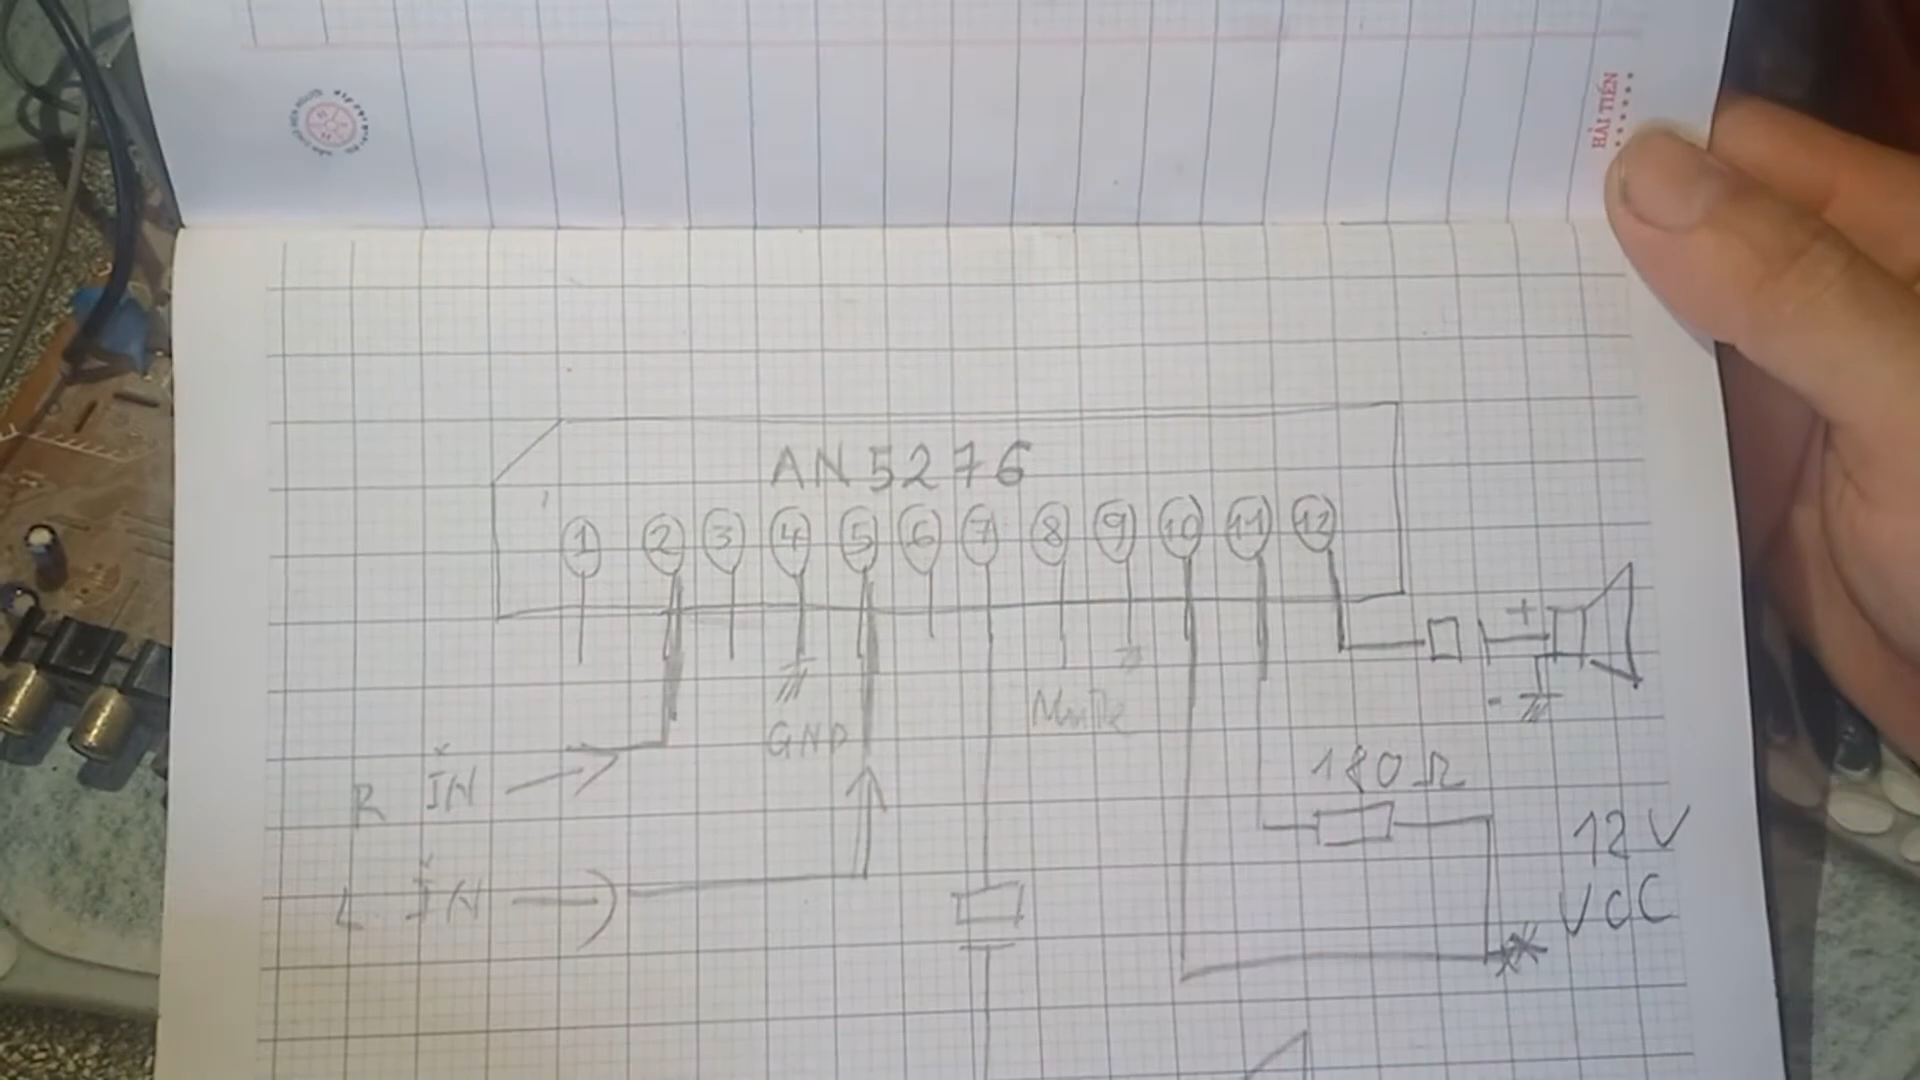 HẢI TIẾN
AN5276
1 2 3 4 5 6 7 8 9 10 11 12
+
-
GND
Mute
R IN
180 Ω
12V
L IN
VCC